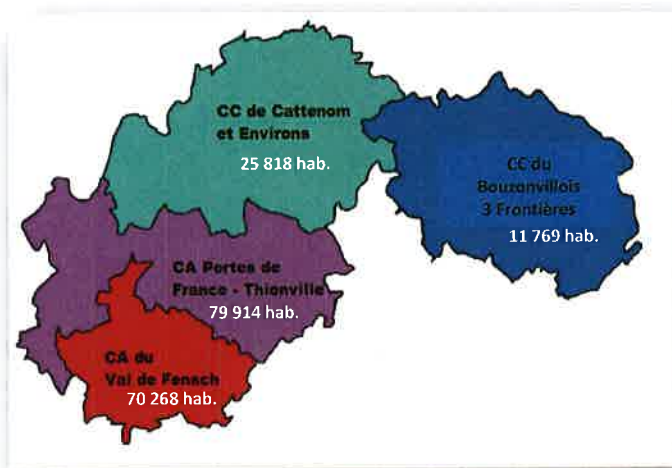 CC de Cattenom
et Environs
25 818 hab.
CC du
Bouzonvillois
3 Frontières
11 769 hab.
CA Portes de
France - Thionville
79 914 hab.
CA du
Val de Fensch
70 268 hab.